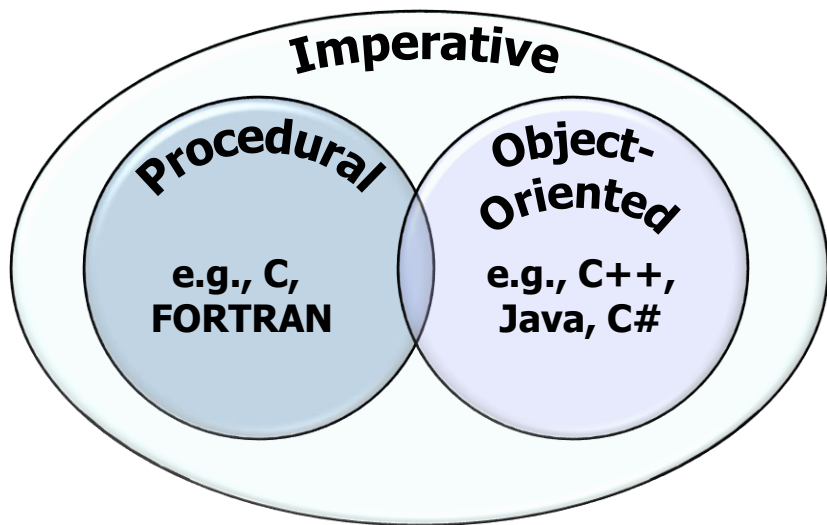 Imperative
Procedural
e.g., C,
FORTRAN
Object-
Oriented
e.g., C++,
Java, C#